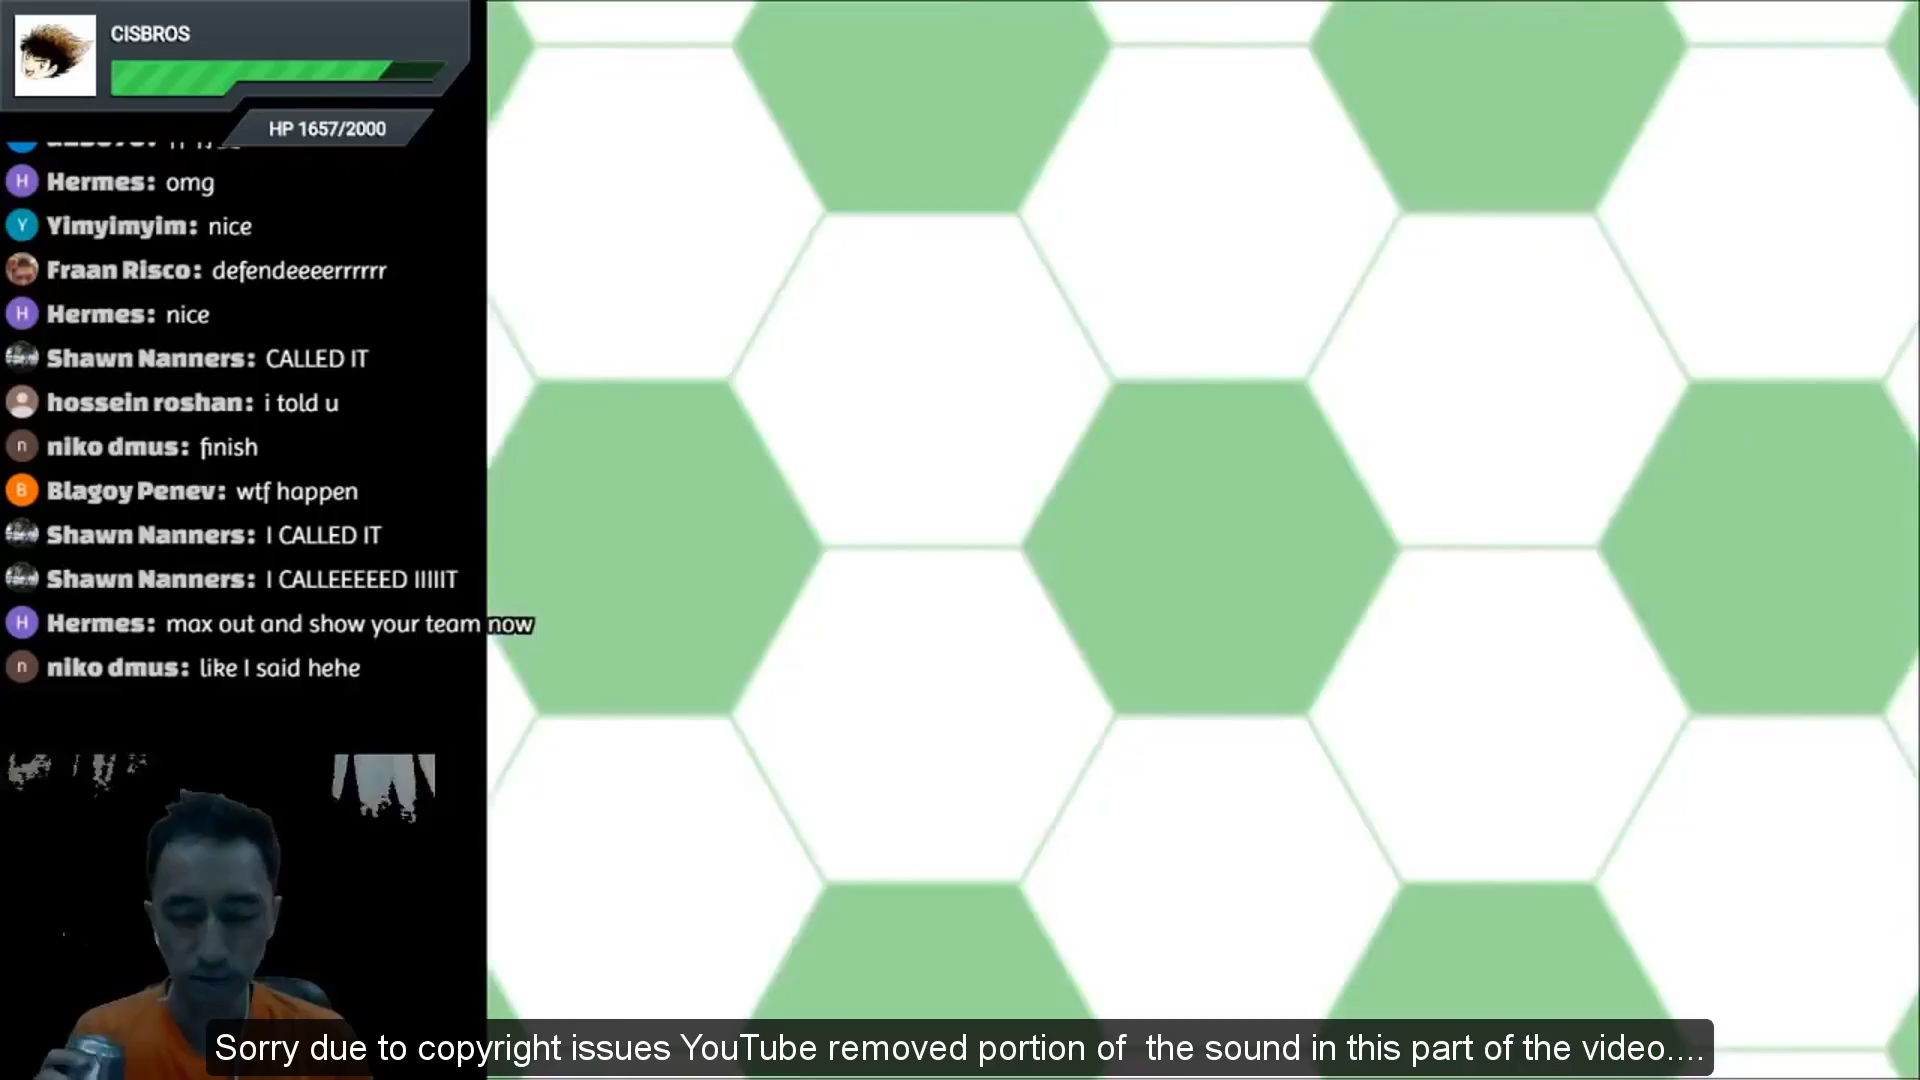 CISBROS
HP 1657/2000
H Hermes: omg
Y Yimyimyim: nice
Fraan Risco: defendeeeerrrrrr
H Hermes: nice
Shawn Nanners: CALLED IT
hossein roshan: i told u
n niko dmus: finish
B Blagoy Penev: wtf happen
Shawn Nanners: I CALLED IT
Shawn Nanners: I CALLEEEEED IIIIIT
H Hermes: max out and show your team now
n niko dmus: like I said hehe
Sorry due to copyright issues YouTube removed portion of the sound in this part of the video....